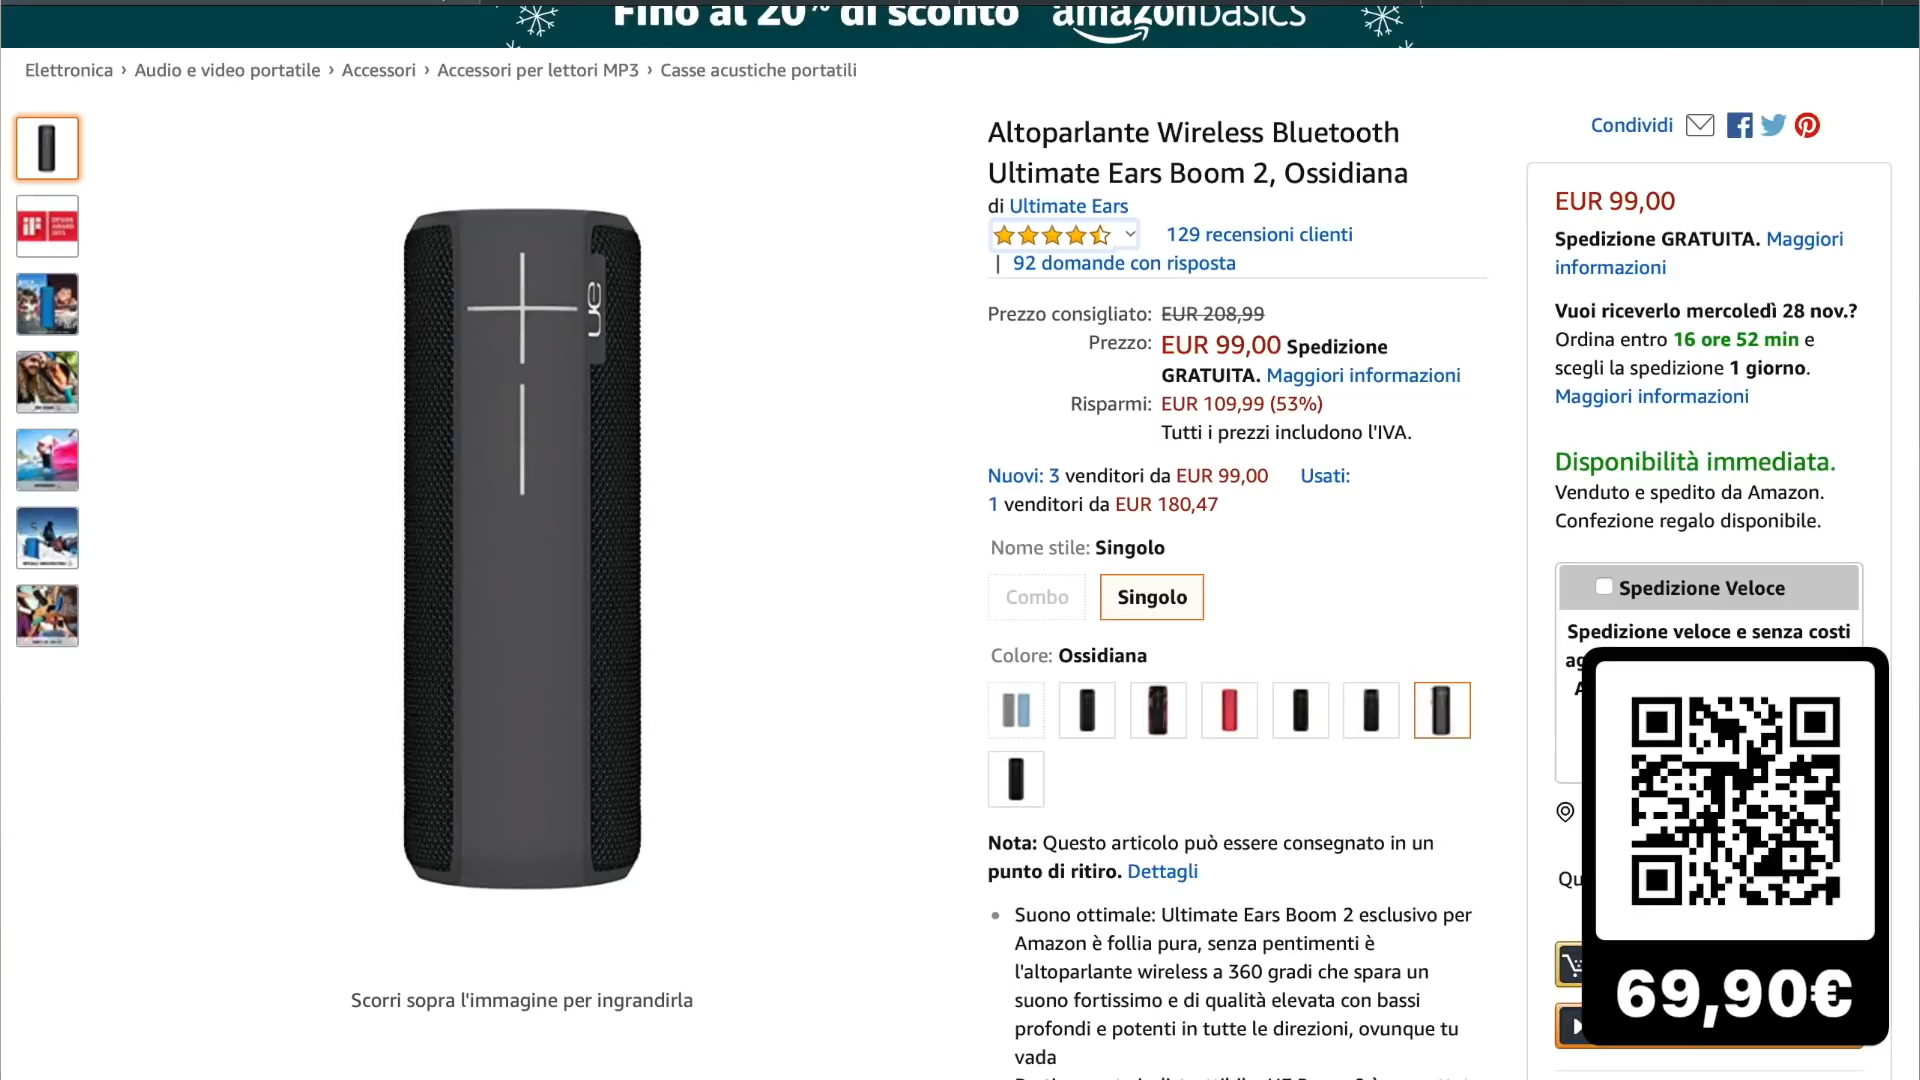 Fino al 20% di sconto amazonbasics
Elettronica › Audio e video portatile › Accessori › Accessori per lettori MP3 › Casse acustiche portatili
Altoparlante Wireless Bluetooth
Ultimate Ears Boom 2, Ossidiana
di Ultimate Ears
129 recensioni clienti
| 92 domande con risposta
Prezzo consigliato: EUR 208,99
Prezzo: EUR 99,00 Spedizione
GRATUITA. Maggiori informazioni
Risparmi: EUR 109,99 (53%)
Tutti i prezzi includono l'IVA.
Nuovi: 3 venditori da EUR 99,00 Usati:
1 venditori da EUR 180,47
Nome stile: Singolo
Combo Singolo
Colore: Ossidiana
Nota: Questo articolo può essere consegnato in un
punto di ritiro. Dettagli
• Suono ottimale: Ultimate Ears Boom 2 esclusivo per
Amazon è follia pura, senza pentimenti è
l'altoparlante wireless a 360 gradi che spara un
suono fortissimo e di qualità elevata con bassi
profondi e potenti in tutte le direzioni, ovunque tu
vada
UE
Scorri sopra l'immagine per ingrandirla
Condividi
EUR 99,00
Spedizione GRATUITA. Maggiori
informazioni
Vuoi riceverlo mercoledì 28 nov.?
Ordina entro 16 ore 52 min e
scegli la spedizione 1 giorno.
Maggiori informazioni
Disponibilità immediata.
Venduto e spedito da Amazon.
Confezione regalo disponibile.
Spedizione Veloce
Spedizione veloce e senza costi
Qu
69,90€